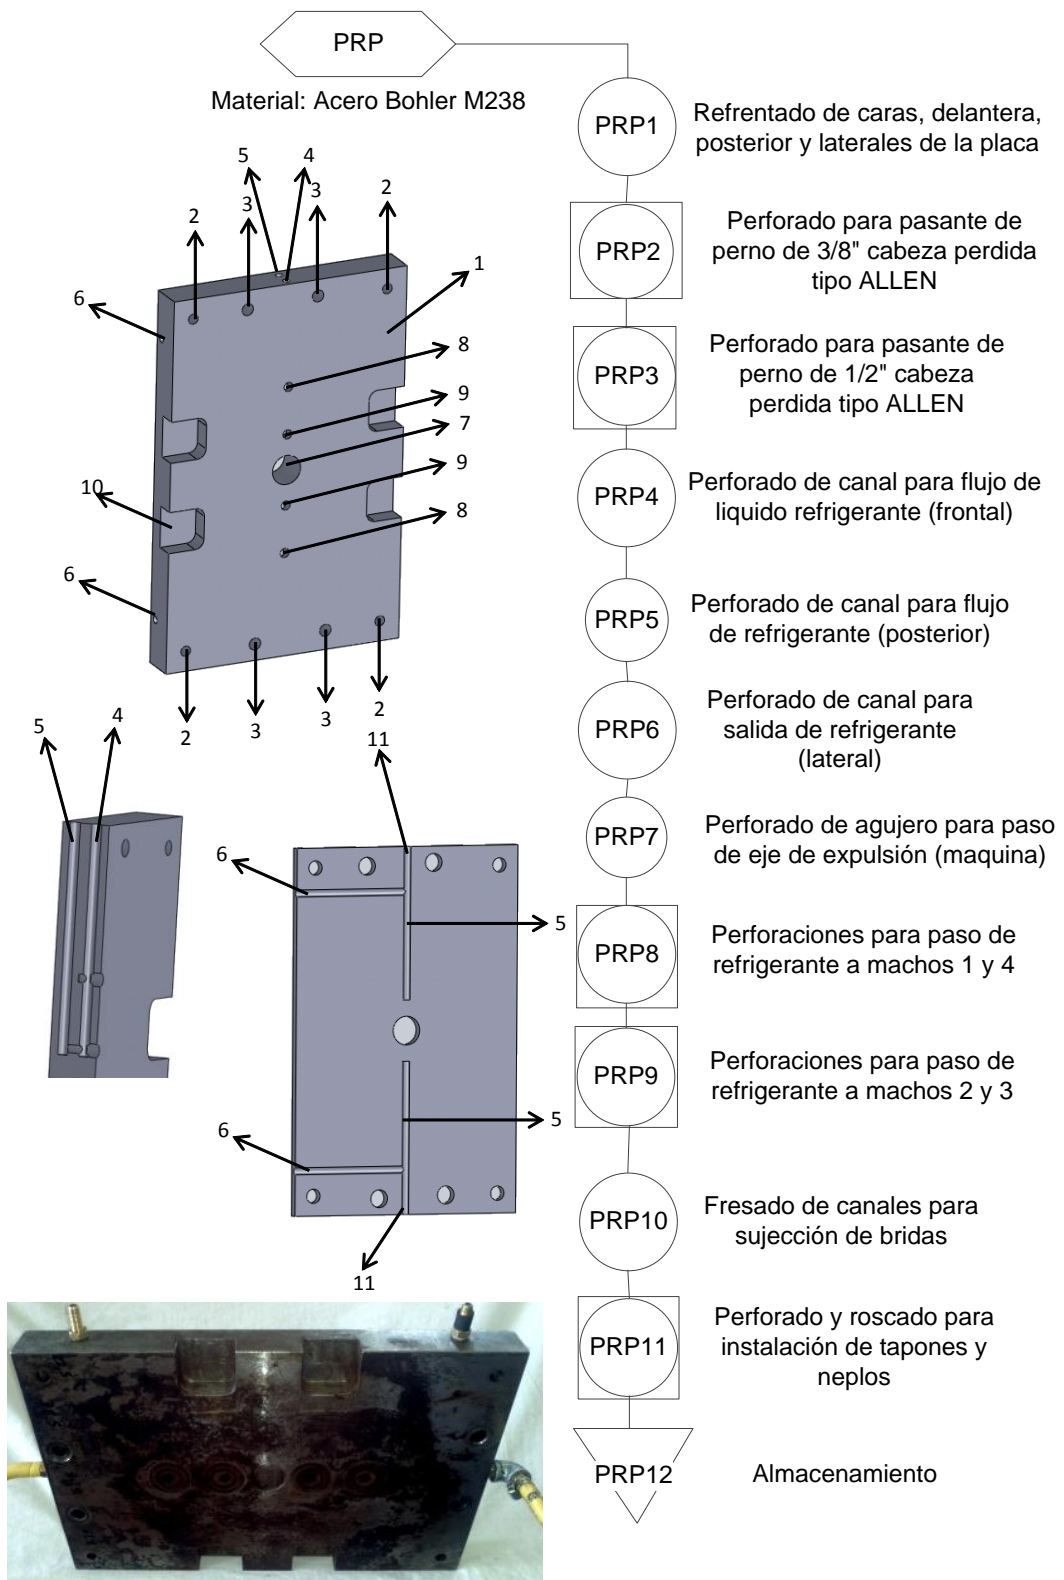 PRP
Material: Acero Bohler M238
PRP1
Refrentado de caras, delantera,
posterior y laterales de la placa
PRP2
Perforado para pasante de
perno de 3/8" cabeza perdida
tipo ALLEN
PRP3
Perforado para pasante de
perno de 1/2" cabeza
perdida tipo ALLEN
PRP4
Perforado de canal para flujo de
liquido refrigerante (frontal)
PRP5
Perforado de canal para flujo
de refrigerante (posterior)
PRP6
Perforado de canal para
salida de refrigerante
(lateral)
PRP7
Perforado de agujero para paso
de eje de expulsión (maquina)
PRP8
Perforaciones para paso de
refrigerante a machos 1 y 4
PRP9
Perforaciones para paso de
refrigerante a machos 2 y 3
PRP10
Fresado de canales para
sujección de bridas
PRP11
Perforado y roscado para
instalación de tapones y
neplos
PRP12
Almacenamiento
5 4
2 3 3 2
1
6
8
9
7
9
10
8
6
2 3 3 2
5 4
11
6
5
6
5
11